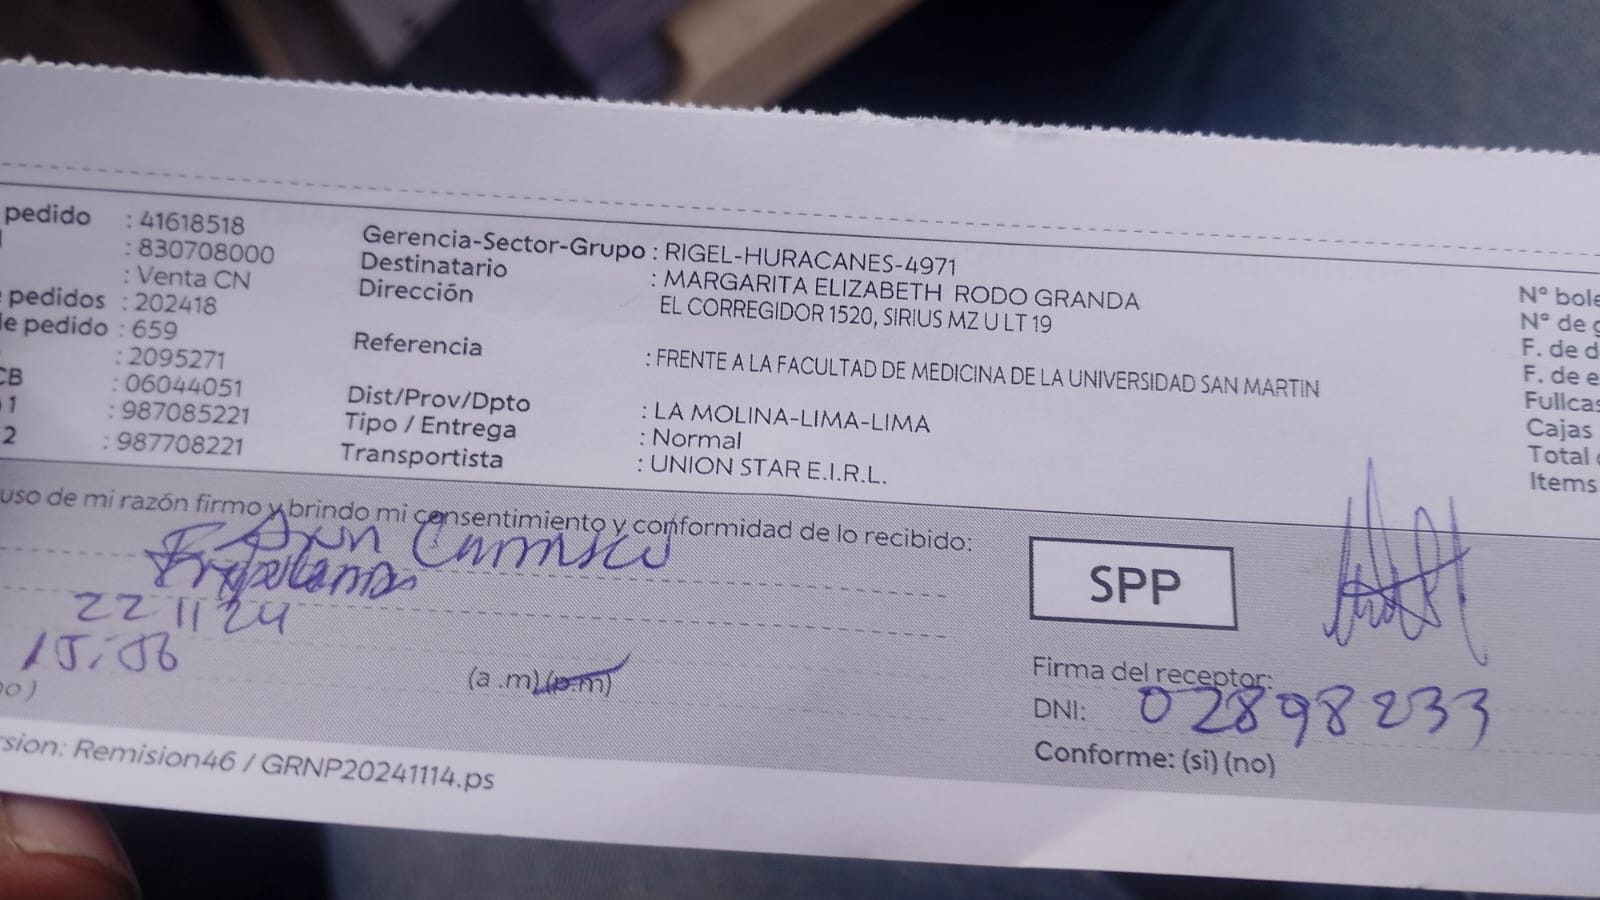 pedido : 41618518
: 830708000
: Venta CN
pedidos : 202418
de pedido : 659
: 2095271
CB : 06044051
1 : 987085221
2 : 987708221
Gerencia-Sector-Grupo : RIGEL-HURACANES-4971
Destinatario : MARGARITA ELIZABETH RODO GRANDA
Dirección EL CORREGIDOR 1520, SIRIUS MZ U LT 19
Referencia : FRENTE A LA FACULTAD DE MEDICINA DE LA UNIVERSIDAD SAN MARTIN
Dist/Prov/Dpto : LA MOLINA-LIMA-LIMA
Tipo / Entrega : Normal
Transportista : UNION STAR E.I.R.L.
Nº bole
Nº de g
F. de d
F. de e
Fullcas
Cajas
Total
Items
uso de mi razón firmo y brindo mi consentimiento y conformidad de lo recibido:
22 11 24
15:56
(a .m) (p.m)
SPP
Firma del receptor:
DNI: 02898233
Conforme: (si) (no)
rsion: Remision46 / GRNP20241114.ps